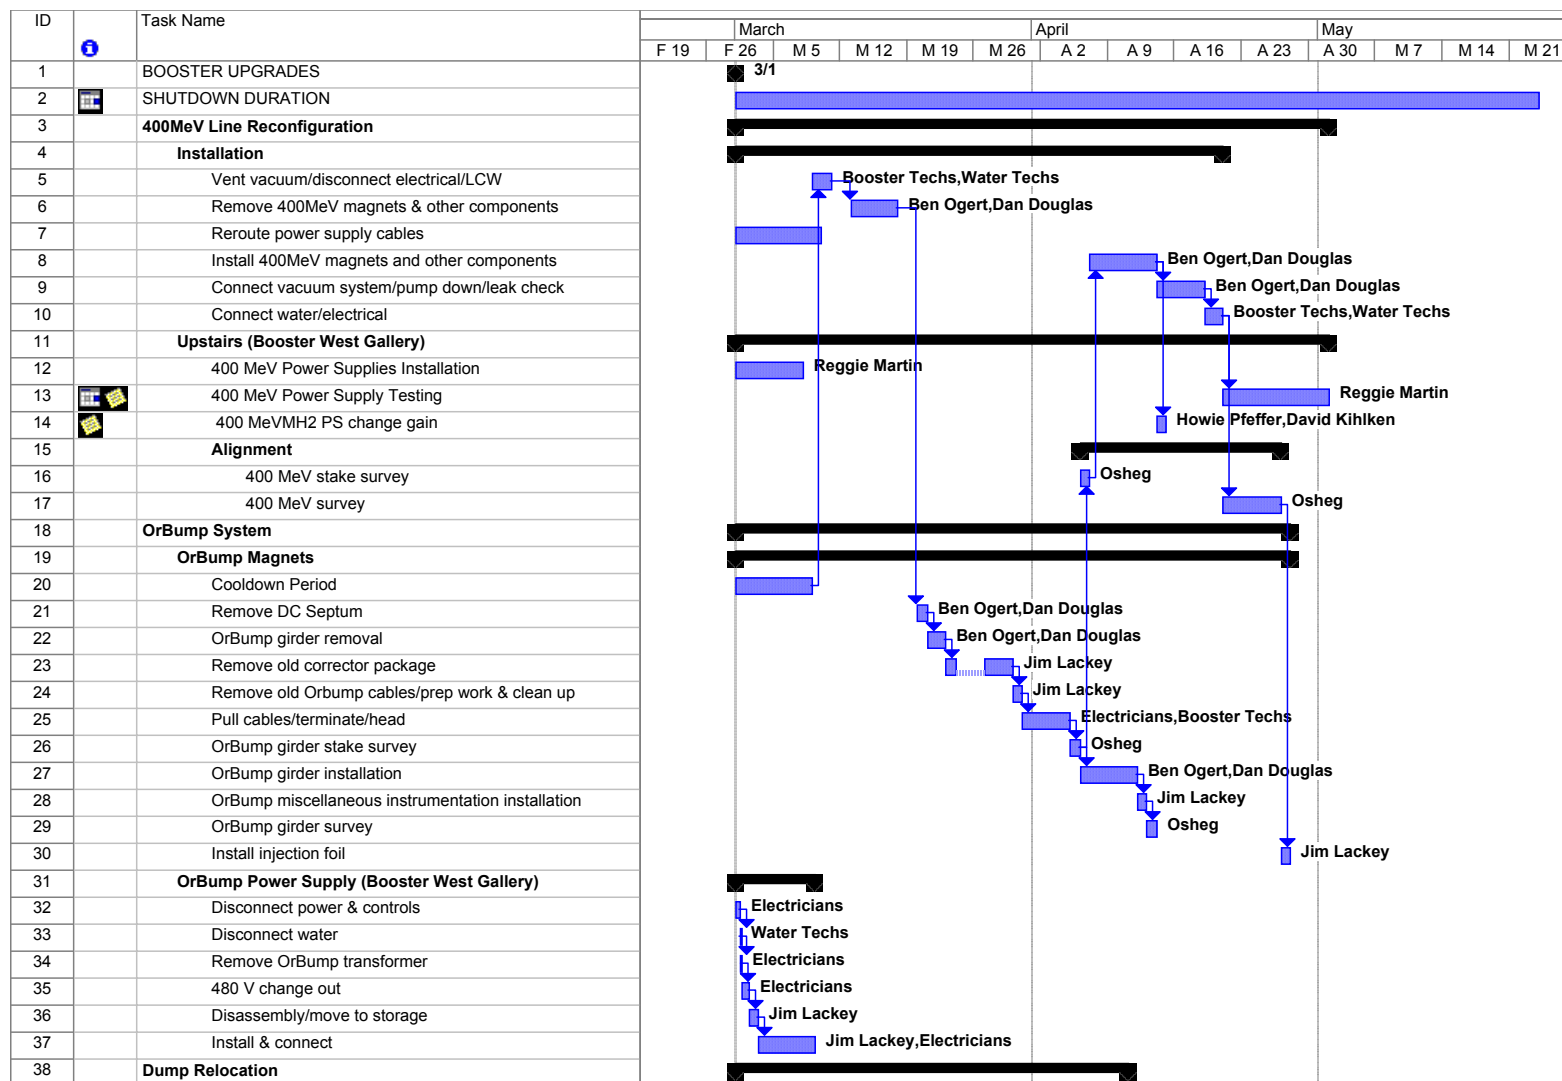 ID Task Name
March April May
F 19 F 26 M 5 M 12 M 19 M 26 A 2 A 9 A 16 A 23 A 30 M 7 M 14 M 21
1 BOOSTER UPGRADES 3/1
2 SHUTDOWN DURATION
3 400MeV Line Reconfiguration
4 Installation
5 Vent vacuum/disconnect electrical/LCW Booster Techs,Water Techs
6 Remove 400MeV magnets & other components Ben Ogert,Dan Douglas
7 Reroute power supply cables
8 Install 400MeV magnets and other components Ben Ogert,Dan Douglas
9 Connect vacuum system/pump down/leak check Ben Ogert,Dan Douglas
10 Connect water/electrical Booster Techs,Water Techs
11 Upstairs (Booster West Gallery)
12 400 MeV Power Supplies Installation Reggie Martin
13 400 MeV Power Supply Testing Reggie Martin
14 400 MeVMH2 PS change gain Howie Pfeffer,David Kihlken
15 Alignment
16 400 MeV stake survey Osheg
17 400 MeV survey Osheg
18 OrBump System
19 OrBump Magnets
20 Cooldown Period
21 Remove DC Septum Ben Ogert,Dan Douglas
22 OrBump girder removal Ben Ogert,Dan Douglas
23 Remove old corrector package Jim Lackey
24 Remove old Orbump cables/prep work & clean up Jim Lackey
25 Pull cables/terminate/head Electricians,Booster Techs
26 OrBump girder stake survey Osheg
27 OrBump girder installation Ben Ogert,Dan Douglas
28 OrBump miscellaneous instrumentation installation Jim Lackey
29 OrBump girder survey Osheg
30 Install injection foil Jim Lackey
31 OrBump Power Supply (Booster West Gallery)
32 Disconnect power & controls Electricians
33 Disconnect water Water Techs
34 Remove OrBump transformer Electricians
35 480 V change out Electricians
36 Disassembly/move to storage Jim Lackey
37 Install & connect Jim Lackey,Electricians
38 Dump Relocation